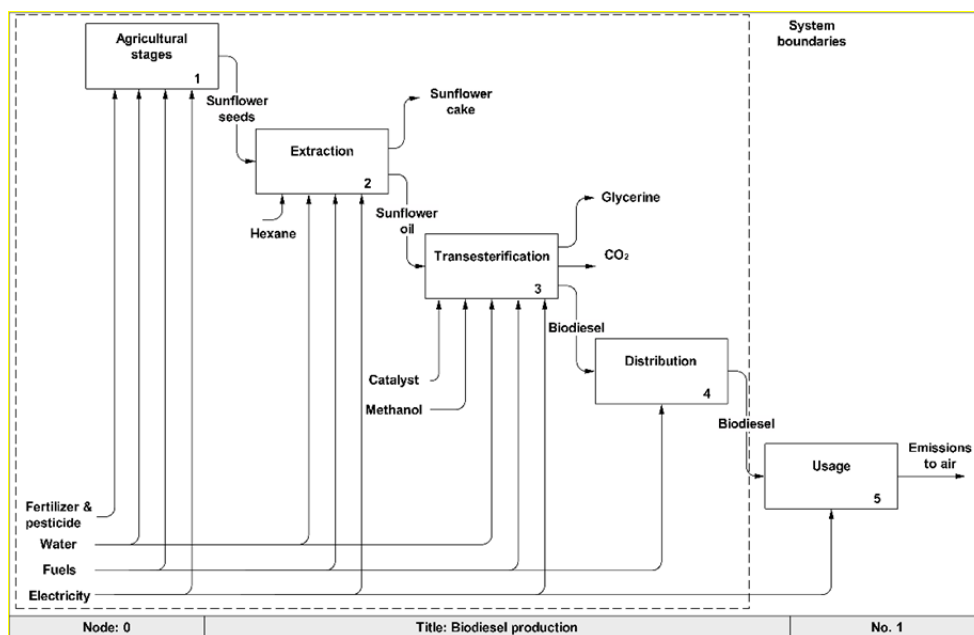 Agricultural
stages
1
System
boundaries
Sunflower
seeds
Sunflower
cake
Extraction
2
Hexane
Sunflower
oil
Glycerine
Transesterification
3
CO₂
Biodiesel
Catalyst
Methanol
Distribution
4
Biodiesel
Usage
5
Emissions
to air
Fertilizer &
pesticide
Water
Fuels
Electricity
Node: 0
Title: Biodiesel production
No. 1